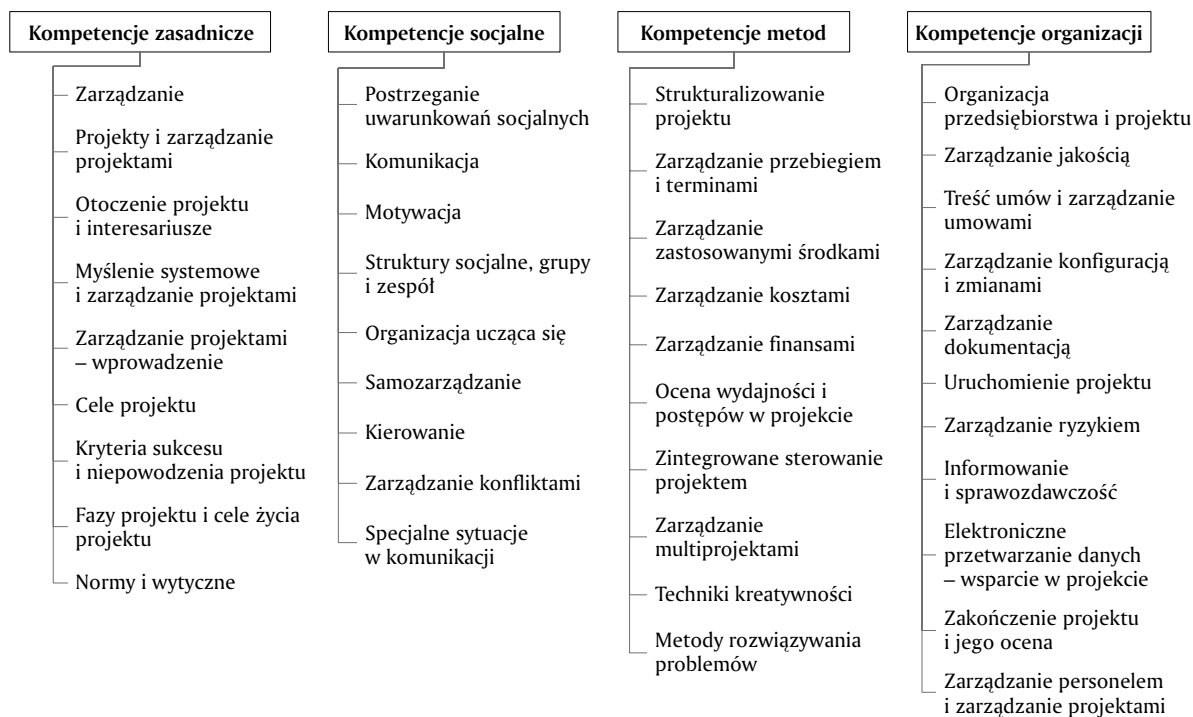 Kompetencje zasadnicze
Zarządzanie
Projekty i zarządzanie
projektami
Otoczenie projektu
i interesariusze
Myślenie systemowe
i zarządzanie projektami
Zarządzanie projektami
– wprowadzenie
Cele projektu
Kryteria sukcesu
i niepowodzenia projektu
Fazy projektu i cele życia
projektu
Normy i wytyczne
Kompetencje socjalne
Postrzeganie
uwarunkowań socjalnych
Komunikacja
Motywacja
Struktury socjalne, grupy
i zespół
Organizacja ucząca się
Samozarządzanie
Kierowanie
Zarządzanie konfliktami
Specjalne sytuacje
w komunikacji
Kompetencje metod
Strukturalizowanie
projektu
Zarządzanie przebiegiem
i terminami
Zarządzanie
zastosowanymi środkami
Zarządzanie kosztami
Zarządzanie finansami
Ocena wydajności i
postępów w projekcie
Zintegrowane sterowanie
projektem
Zarządzanie
multiprojektami
Techniki kreatywności
Metody rozwiązywania
problemów
Kompetencje organizacji
Organizacja
przedsiębiorstwa i projektu
Zarządzanie jakością
Treść umów i zarządzanie
umowami
Zarządzanie konfiguracją
i zmianami
Zarządzanie
dokumentacją
Uruchomienie projektu
Zarządzanie ryzykiem
Informowanie
i sprawozdawczość
Elektroniczne
przetwarzanie danych
– wsparcie w projekcie
Zakończenie projektu
i jego ocena
Zarządzanie personelem
i zarządzanie projektami